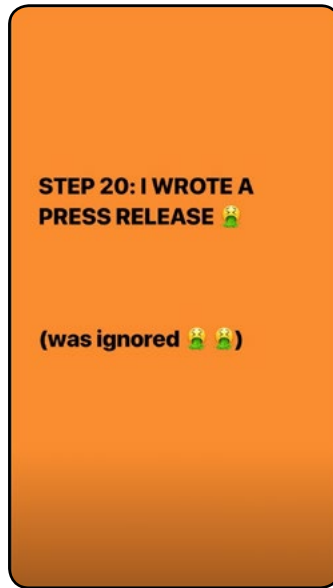 STEP 20: I WROTE A
PRESS RELEASE 🤮
(was ignored 🤮 🤮)